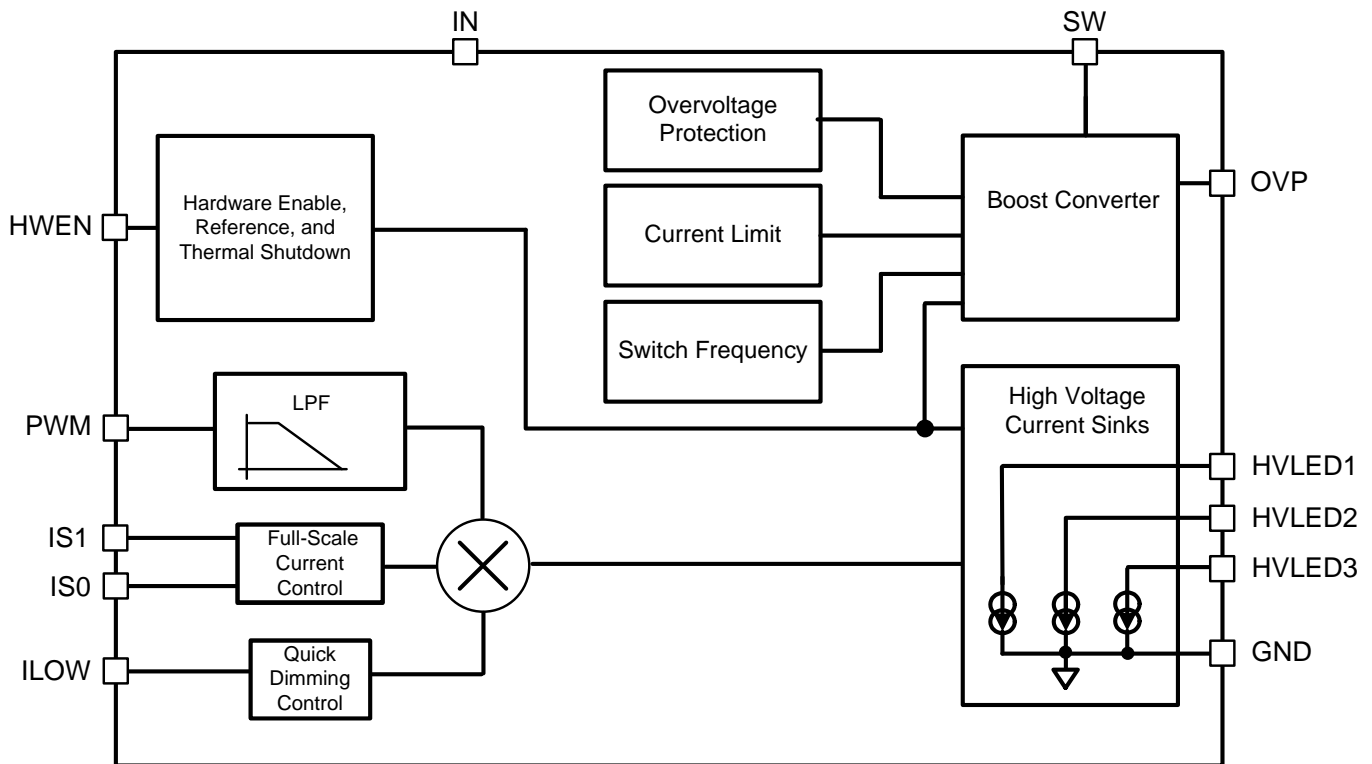 IN
SW
Overvoltage
Protection
Hardware Enable,
Reference, and
Thermal Shutdown
HWEN
Boost Converter
OVP
Current Limit
Switch Frequency
LPF
PWM
High Voltage
Current Sinks
HVLED1
HVLED2
HVLED3
GND
IS1
IS0
Full-Scale
Current
Control
ILOW
Quick
Dimming
Control